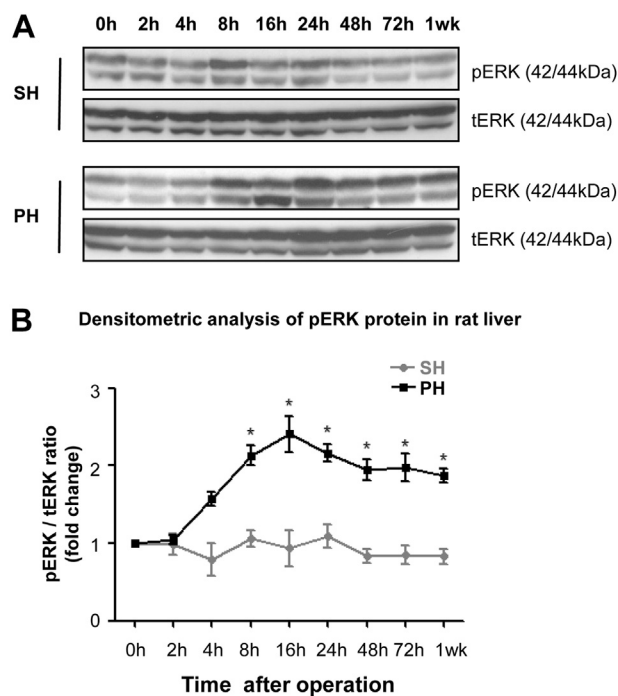 A
0h 2h 4h 8h 16h 24h 48h 72h 1wk
SH
pERK (42/44kDa)
tERK (42/44kDa)
PH
pERK (42/44kDa)
tERK (42/44kDa)
B Densitometric analysis of pERK protein in rat liver
SH
PH
pERK / tERK ratio
(fold change)
3
2
1
0
* * * * * *
0h 2h 4h 8h 16h 24h 48h 72h 1wk
Time after operation